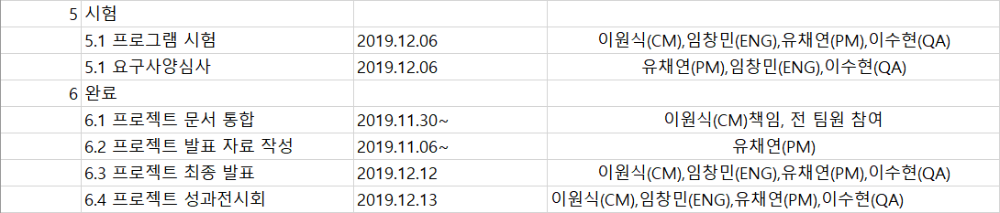 5 시험
5.1 프로그램 시험 2019.12.06 이원식(CM),임창민(ENG),유채연(PM),이수현(QA)
5.1 요구사양심사 2019.12.06 유채연(PM),임창민(ENG),이수현(QA)
6 완료
6.1 프로젝트 문서 통합 2019.11.30~ 이원식(CM)책임, 전 팀원 참여
6.2 프로젝트 발표 자료 작성 2019.11.06~ 유채연(PM)
6.3 프로젝트 최종 발표 2019.12.12 이원식(CM),임창민(ENG),유채연(PM),이수현(QA)
6.4 프로젝트 성과전시회 2019.12.13 이원식(CM),임창민(ENG),유채연(PM),이수현(QA)